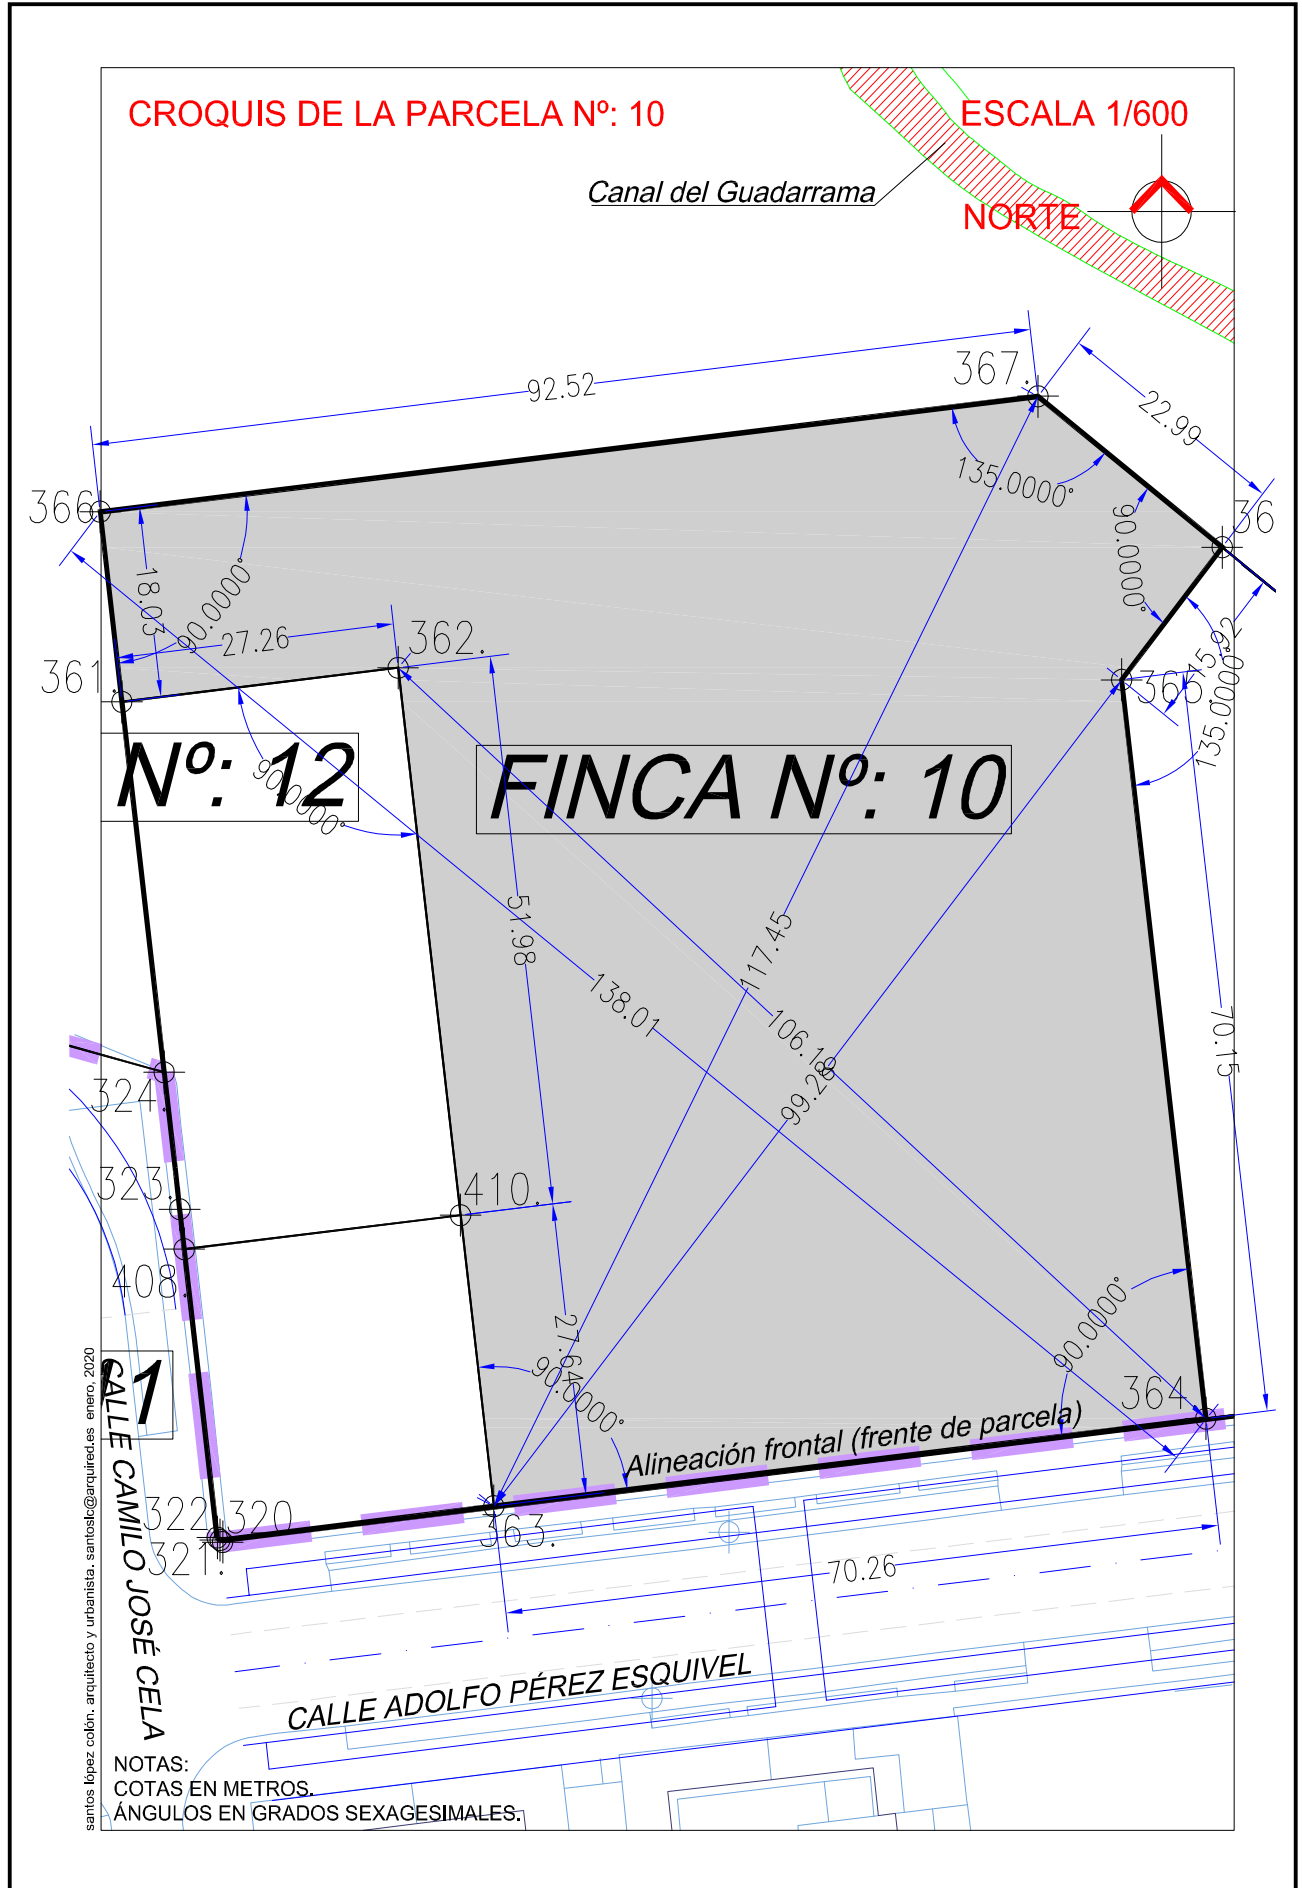 CROQUIS DE LA PARCELA Nº: 10
ESCALA 1/600
Canal del Guadarrama
NORTE
367.
92.52
22.99
135.0000°
366
36
90.0000°
18.03
90.0000°
27.26
362.
15.92
361.
365.
135.0000°
Nº: 12
FINCA Nº: 10
90.0000°
51.98
117.45
138.01
106.18
99.28
70.15
324.
323.
410.
408.
27.64
90.0000°
90.0000°
1
364
Alineación frontal (frente de parcela)
322
320
321.
363.
70.26
CALLE CAMILO JOSÉ CELA
CALLE ADOLFO PÉREZ ESQUIVEL
santos lópez colón. arquitecto y urbanista. santoslc@arquired.es enero, 2020
NOTAS:
COTAS EN METROS.
ÁNGULOS EN GRADOS SEXAGESIMALES.